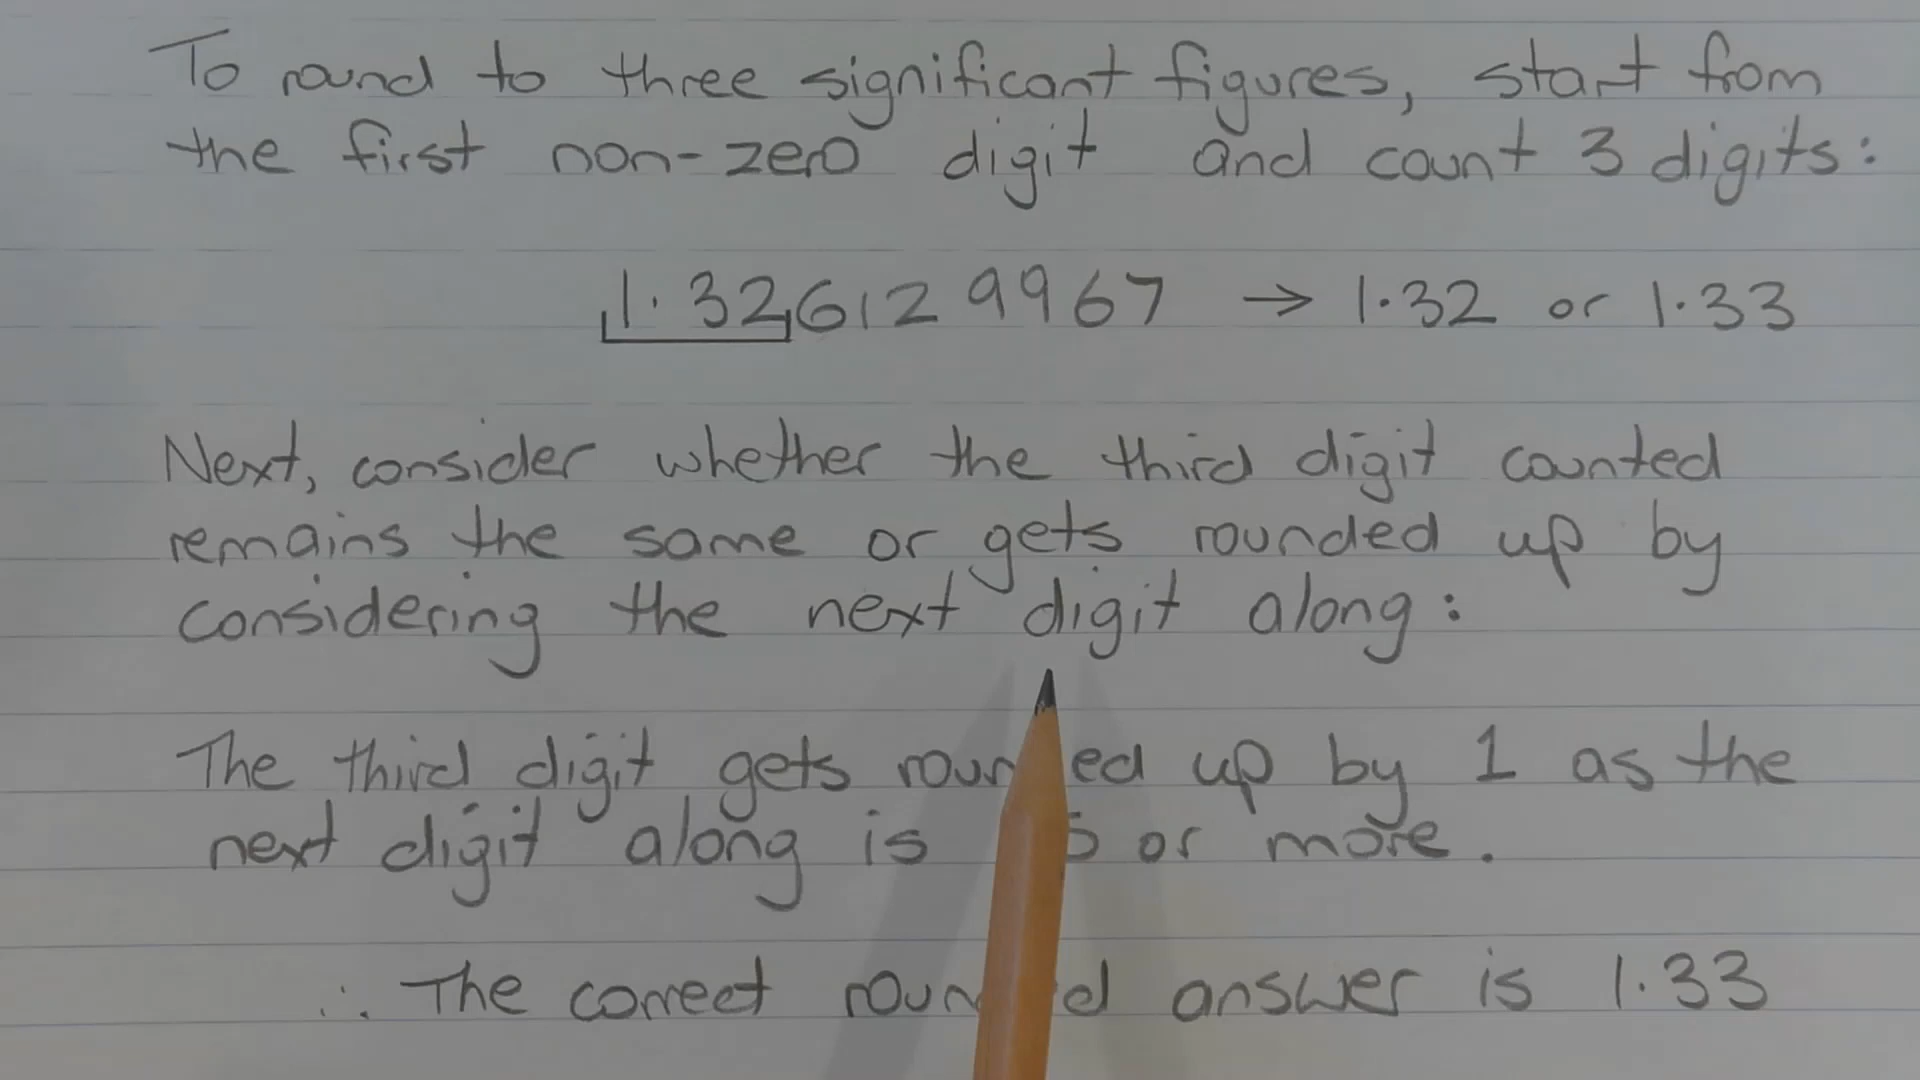 To round to three significant figures, start from
the first non-zero digit and count 3 digits:
1.326129967 → 1.32 or 1.33
Next, consider whether the third digit counted
remains the same or gets rounded up by
considering the next digit along:
The third digit gets up by 1 as the
next digit along is 5 or more.
∴ The correct answer is 1.33